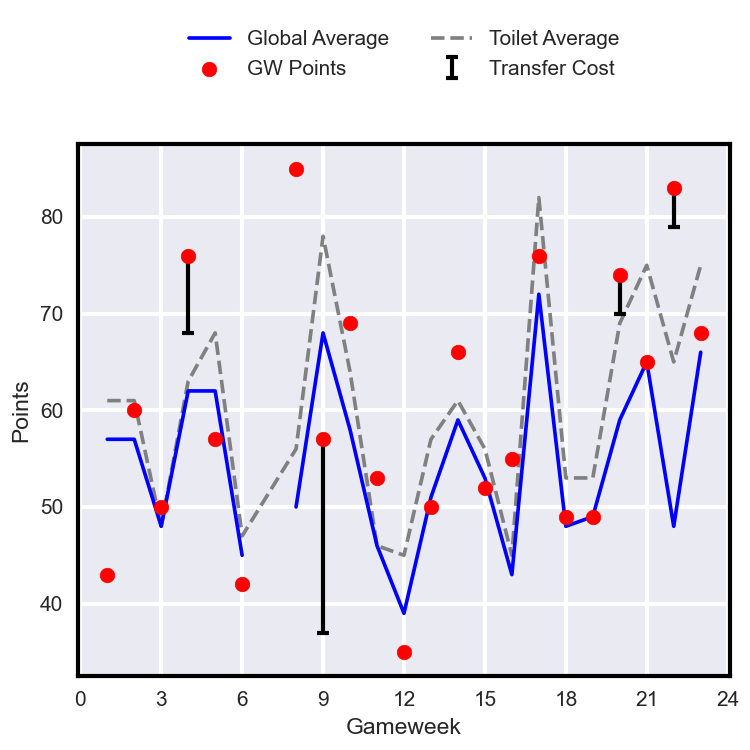 Global Average
Toilet Average
GW Points
Transfer Cost
80
70
60
50
40
Points
0 3 6 9 12 15 18 21 24
Gameweek